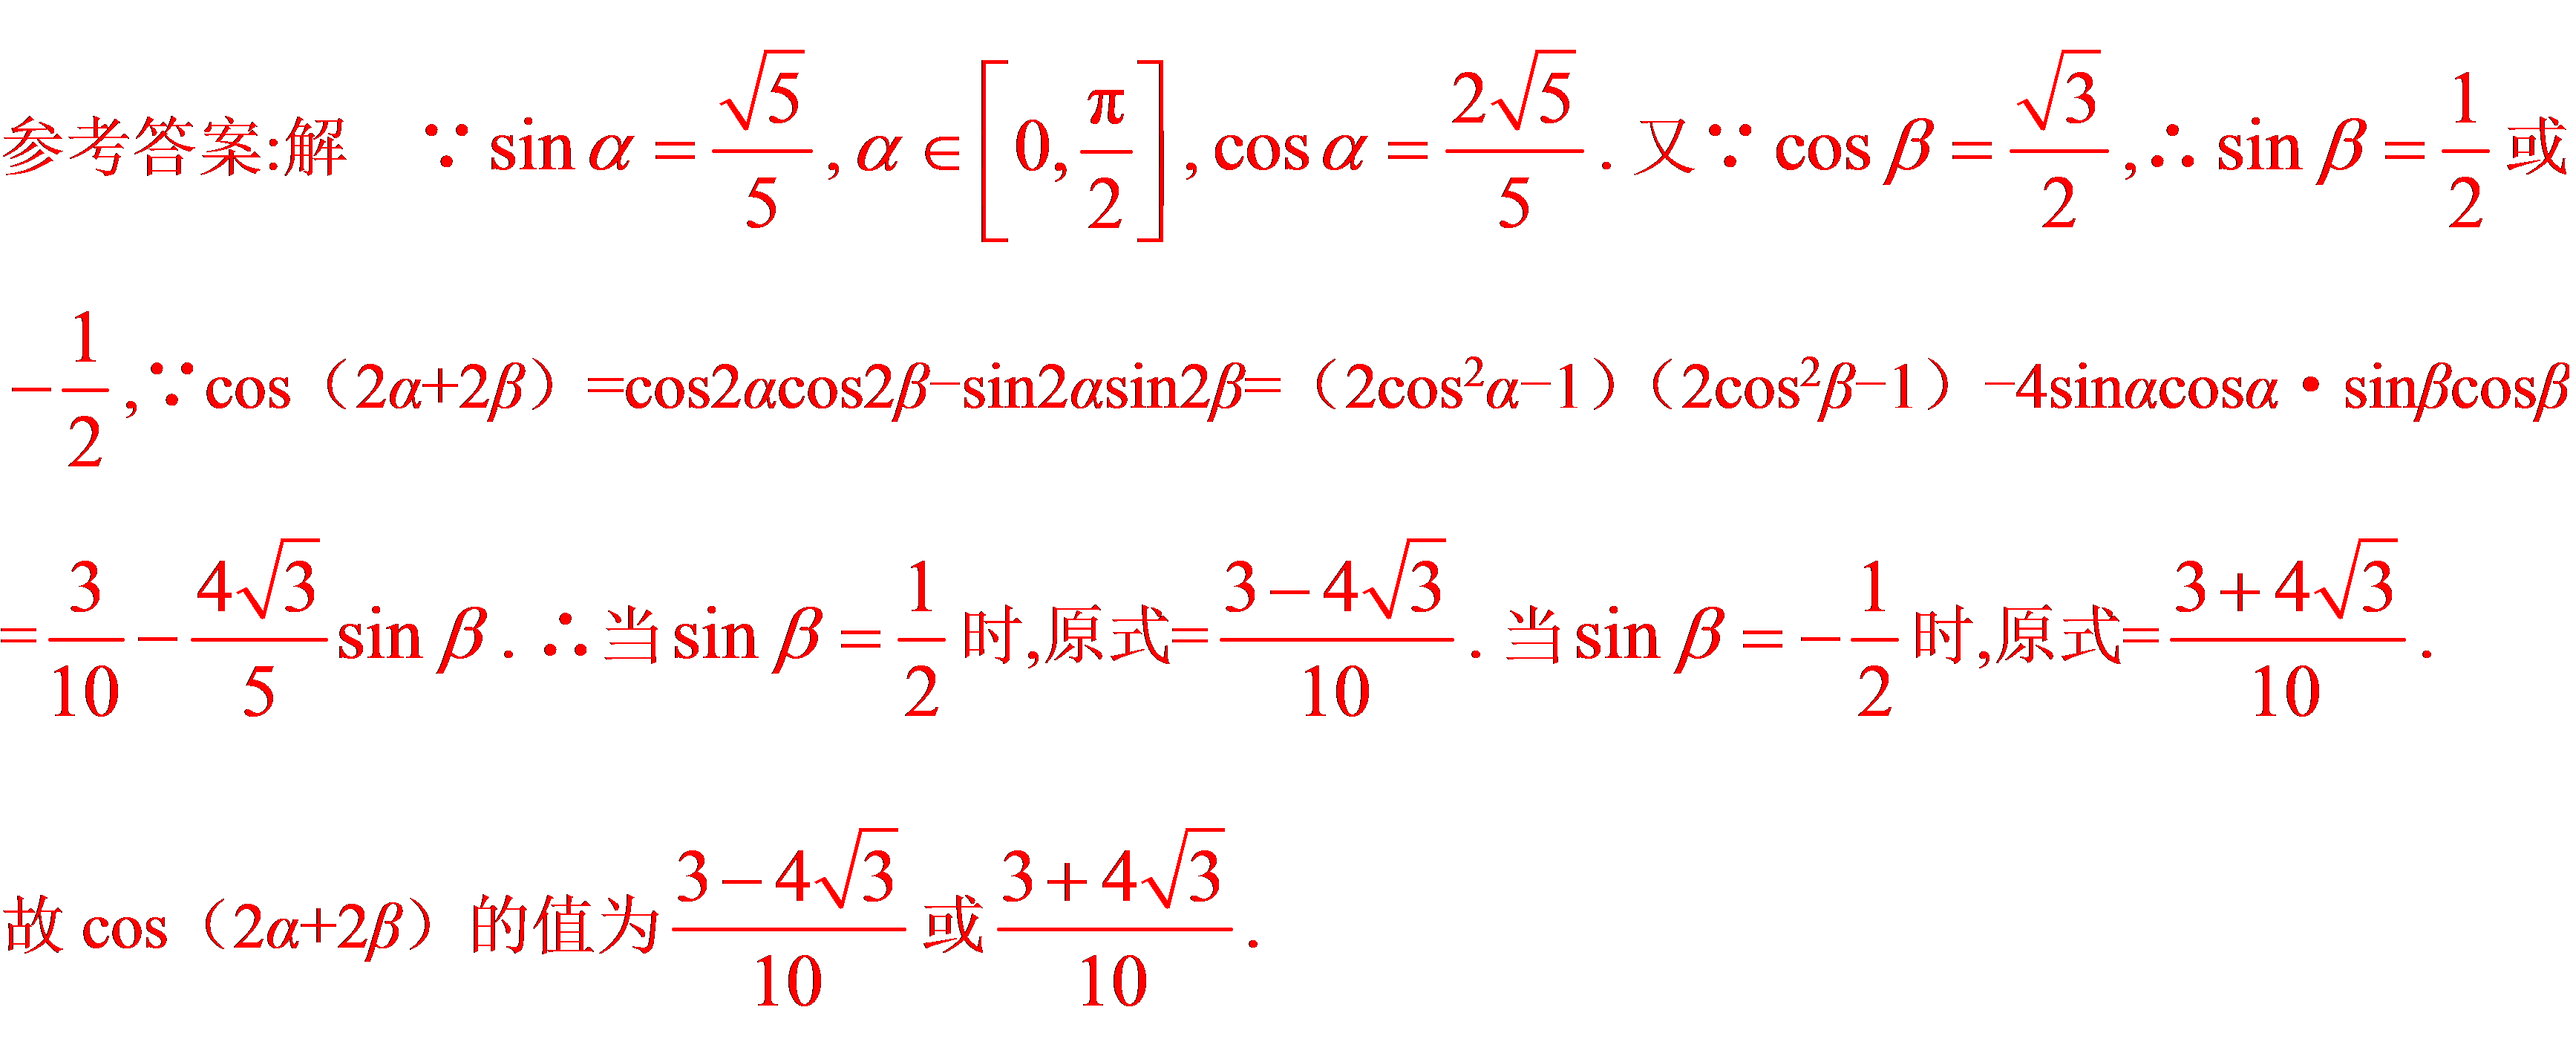 参考答案:解 ∵ sin α = √5/5, α ∈ [0, π/2], cos α = 2√5/5. 又∵ cos β = √3/2, ∴ sin β = 1/2 或
−1/2, ∵cos（2α+2β）=cos2αcos2β−sin2αsin2β=（2cos²α−1）（2cos²β−1）−4sinαcosα•sinβcosβ
=3/10 − 4√3/5 sin β. ∴当 sin β = 1/2 时,原式=(3−4√3)/10. 当 sin β = −1/2 时,原式=(3+4√3)/10.
故 cos（2α+2β）的值为 (3−4√3)/10 或 (3+4√3)/10.